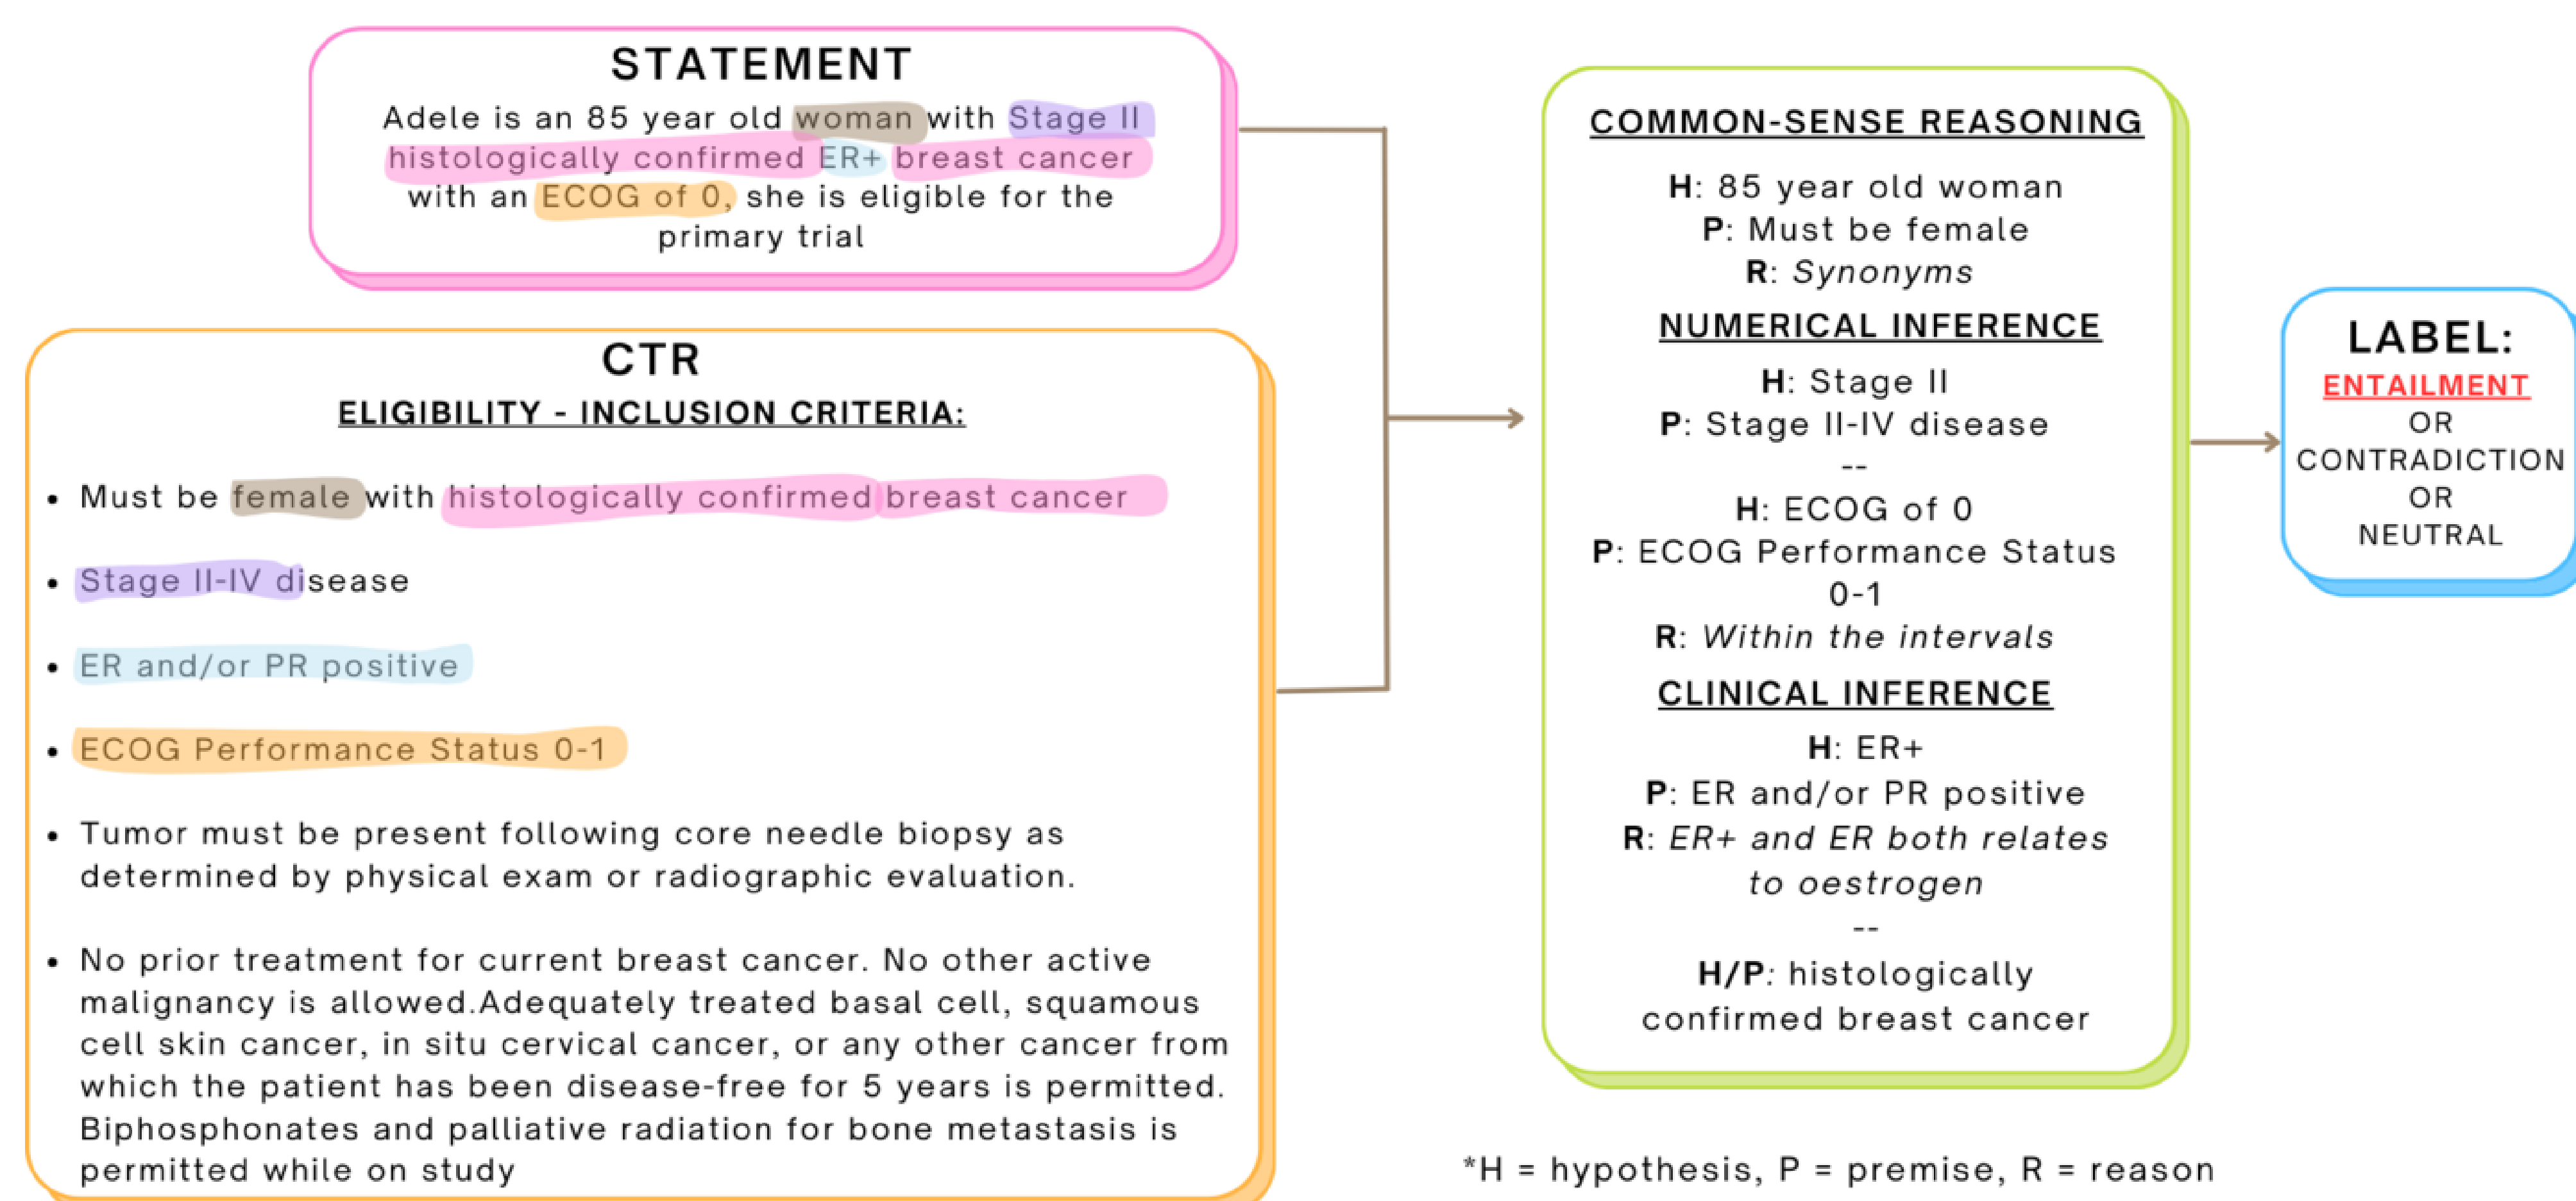 STATEMENT
Adele is an 85 year old woman with Stage II
histologically confirmed ER+ breast cancer
with an ECOG of 0, she is eligible for the
primary trial
CTR
ELIGIBILITY - INCLUSION CRITERIA:
• Must be female with histologically confirmed breast cancer
• Stage II-IV disease
• ER and/or PR positive
• ECOG Performance Status 0-1
• Tumor must be present following core needle biopsy as
determined by physical exam or radiographic evaluation.
• No prior treatment for current breast cancer. No other active
malignancy is allowed.Adequately treated basal cell, squamous
cell skin cancer, in situ cervical cancer, or any other cancer from
which the patient has been disease-free for 5 years is permitted.
Biphosphonates and palliative radiation for bone metastasis is
permitted while on study
COMMON-SENSE REASONING
H: 85 year old woman
P: Must be female
R: Synonyms
NUMERICAL INFERENCE
H: Stage II
P: Stage II-IV disease
--
H: ECOG of 0
P: ECOG Performance Status
0-1
R: Within the intervals
CLINICAL INFERENCE
H: ER+
P: ER and/or PR positive
R: ER+ and ER both relates
to oestrogen
--
H/P: histologically
confirmed breast cancer
*H = hypothesis, P = premise, R = reason
LABEL:
ENTAILMENT
OR
CONTRADICTION
OR
NEUTRAL